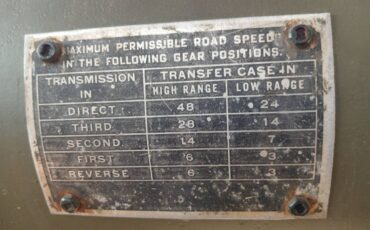 MAXIMUM PERMISSIBLE ROAD SPEED
IN THE FOLLOWING GEAR POSITIONS.
TRANSMISSION IN TRANSFER CASE IN
HIGH RANGE LOW RANGE
DIRECT 48 24
THIRD 28 14
SECOND 14 7
FIRST 6 3
REVERSE 6 3